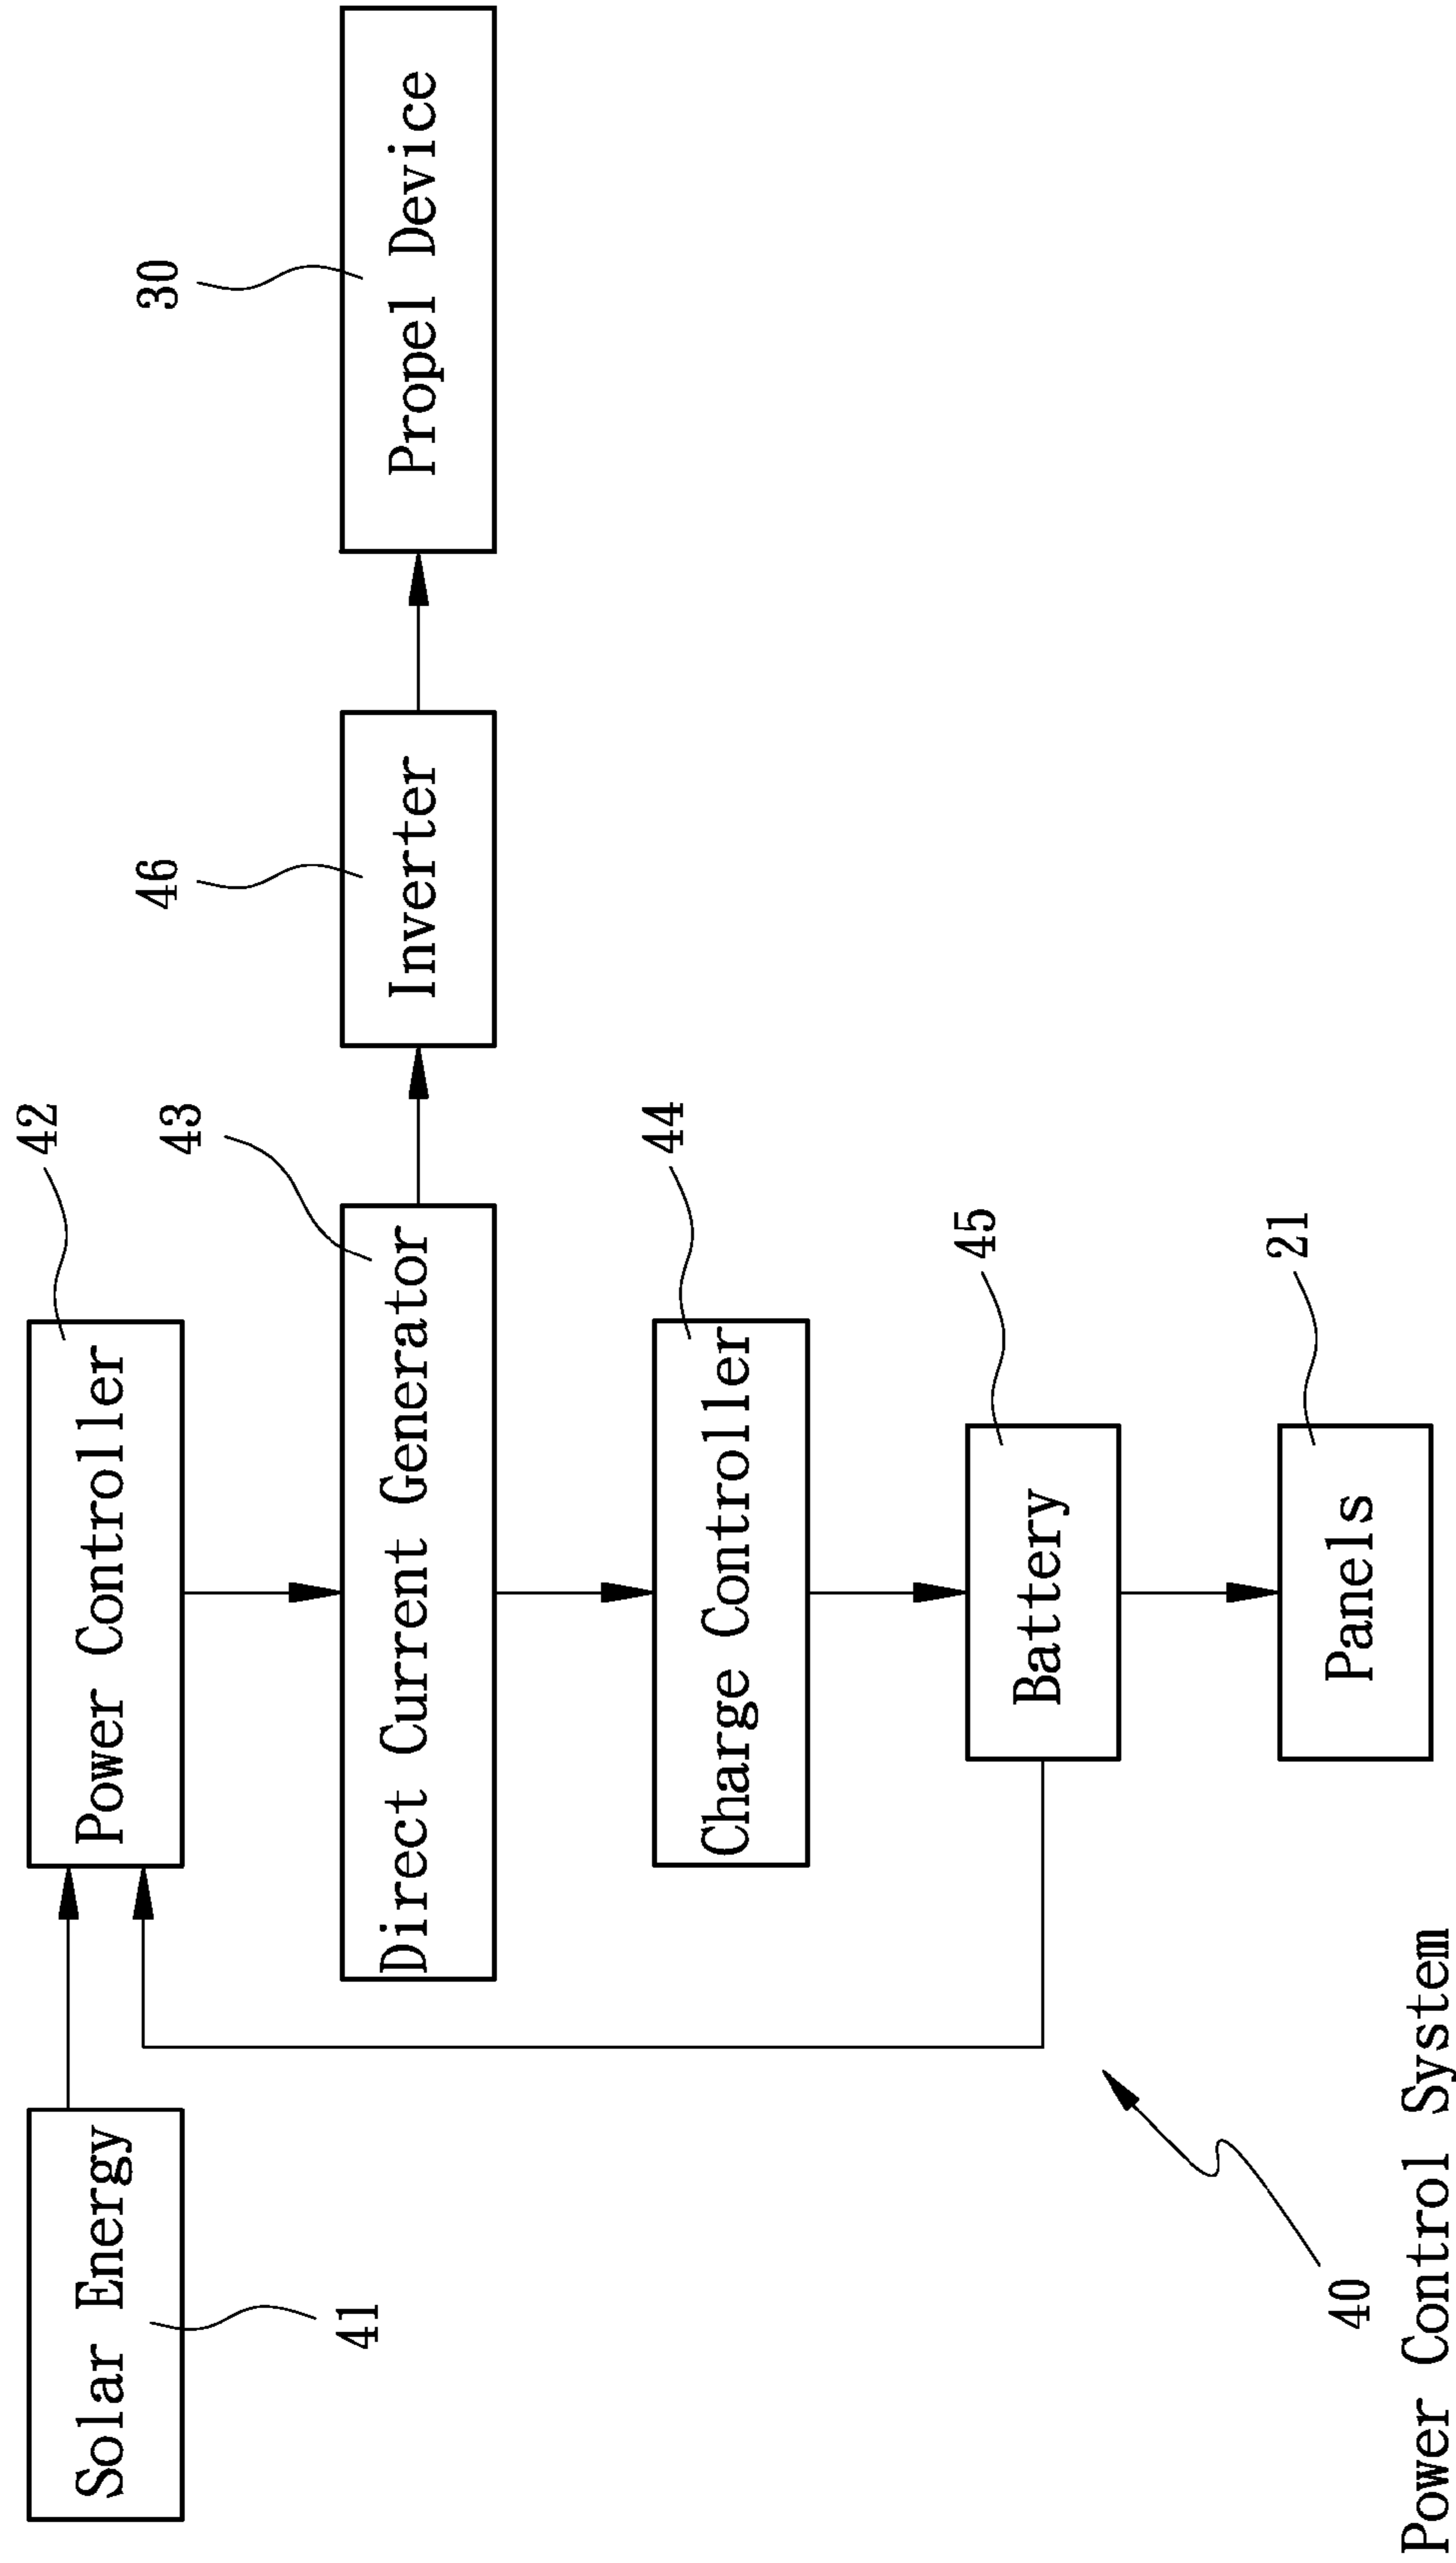 42
Solar Energy
Power Controller
41
43
46
30
Direct Current Generator
Inverter
Propel Device
44
Charge Controller
45
Battery
40
21
Panels
Power Control System